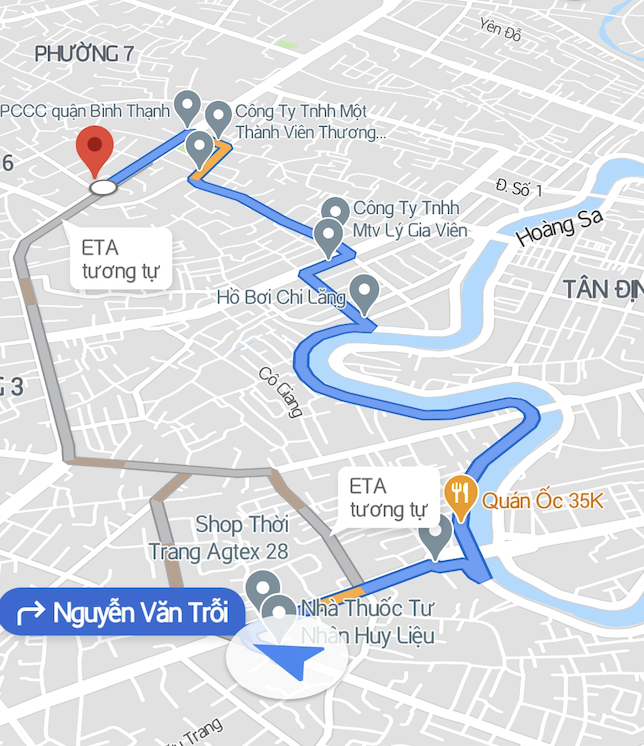 Yên Đỗ
PHƯỜNG 7
PCCC quận Bình Thạnh
Công Ty Tnhh Một
Thành Viên Thương...
6
Đ. Số 1
Công Ty Tnhh
Mtv Lý Gia Viên
Hoàng Sa
ETA
tương tự
Hồ Bơi Chi Lăng
TÂN ĐỊN
G 3
Cô Giang
ETA
tương tự
Quán Ốc 35K
Shop Thời
Trang Agtex 28
Nguyễn Văn Trỗi
Nhà Thuốc Tư
Nhân Huy Liệu
Trang